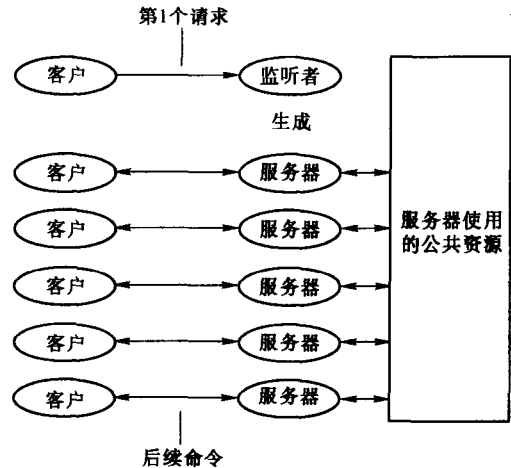 第1个请求
客户
监听者
生成
客户
服务器
客户
服务器
服务器使用
的公共资源
客户
服务器
客户
服务器
客户
服务器
后续命令